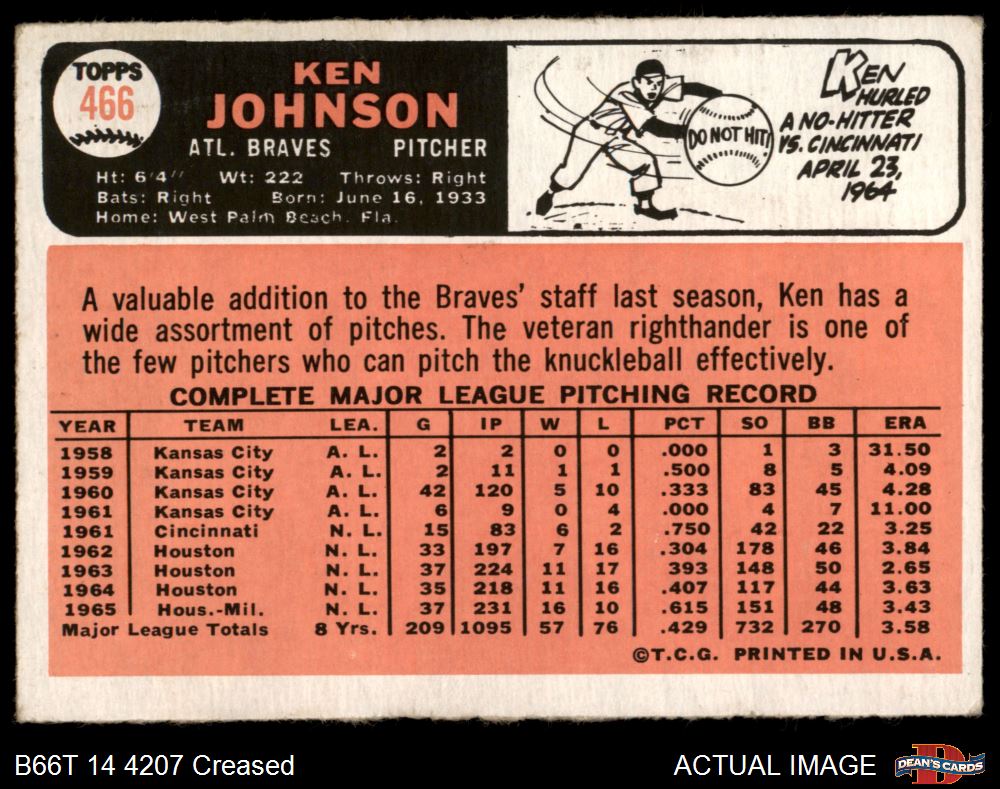 TOPPS
466
KEN
JOHNSON
ATL. BRAVES PITCHER
Ht: 6'4" Wt: 222 Throws: Right
Bats: Right Born: June 16, 1933
Home: West Palm Beach, Fla.
DO NOT HIT!
KEN
HURLED
A NO-HITTER
VS. CINCINNATI
APRIL 23,
1964
A valuable addition to the Braves' staff last season, Ken has a
wide assortment of pitches. The veteran righthander is one of
the few pitchers who can pitch the knuckleball effectively.
COMPLETE MAJOR LEAGUE PITCHING RECORD
YEAR TEAM LEA. G IP W L PCT SO BB ERA
1958 Kansas City A. L. 2 2 0 0 .000 1 3 31.50
1959 Kansas City A. L. 2 11 1 1 .500 8 5 4.09
1960 Kansas City A. L. 42 120 5 10 .333 83 45 4.28
1961 Kansas City A. L. 6 9 0 4 .000 4 7 11.00
1961 Cincinnati N. L. 15 83 6 2 .750 42 22 3.25
1962 Houston N. L. 33 197 7 16 .304 178 46 3.84
1963 Houston N. L. 37 224 11 17 393 148 50 2.65
1964 Houston N. L. 35 218 11 16 .407 117 44 3.63
1965 Hous.-Mil. N. L. 37 231 16 10 .615 151 48 3.43
Major League Totals 8 Yrs. 209 1095 57 76 .429 732 270 3.58
©T.C.G. PRINTED IN U.S.A.
B66T 14 4207 Creased
ACTUAL IMAGE
DEAN'S CARDS